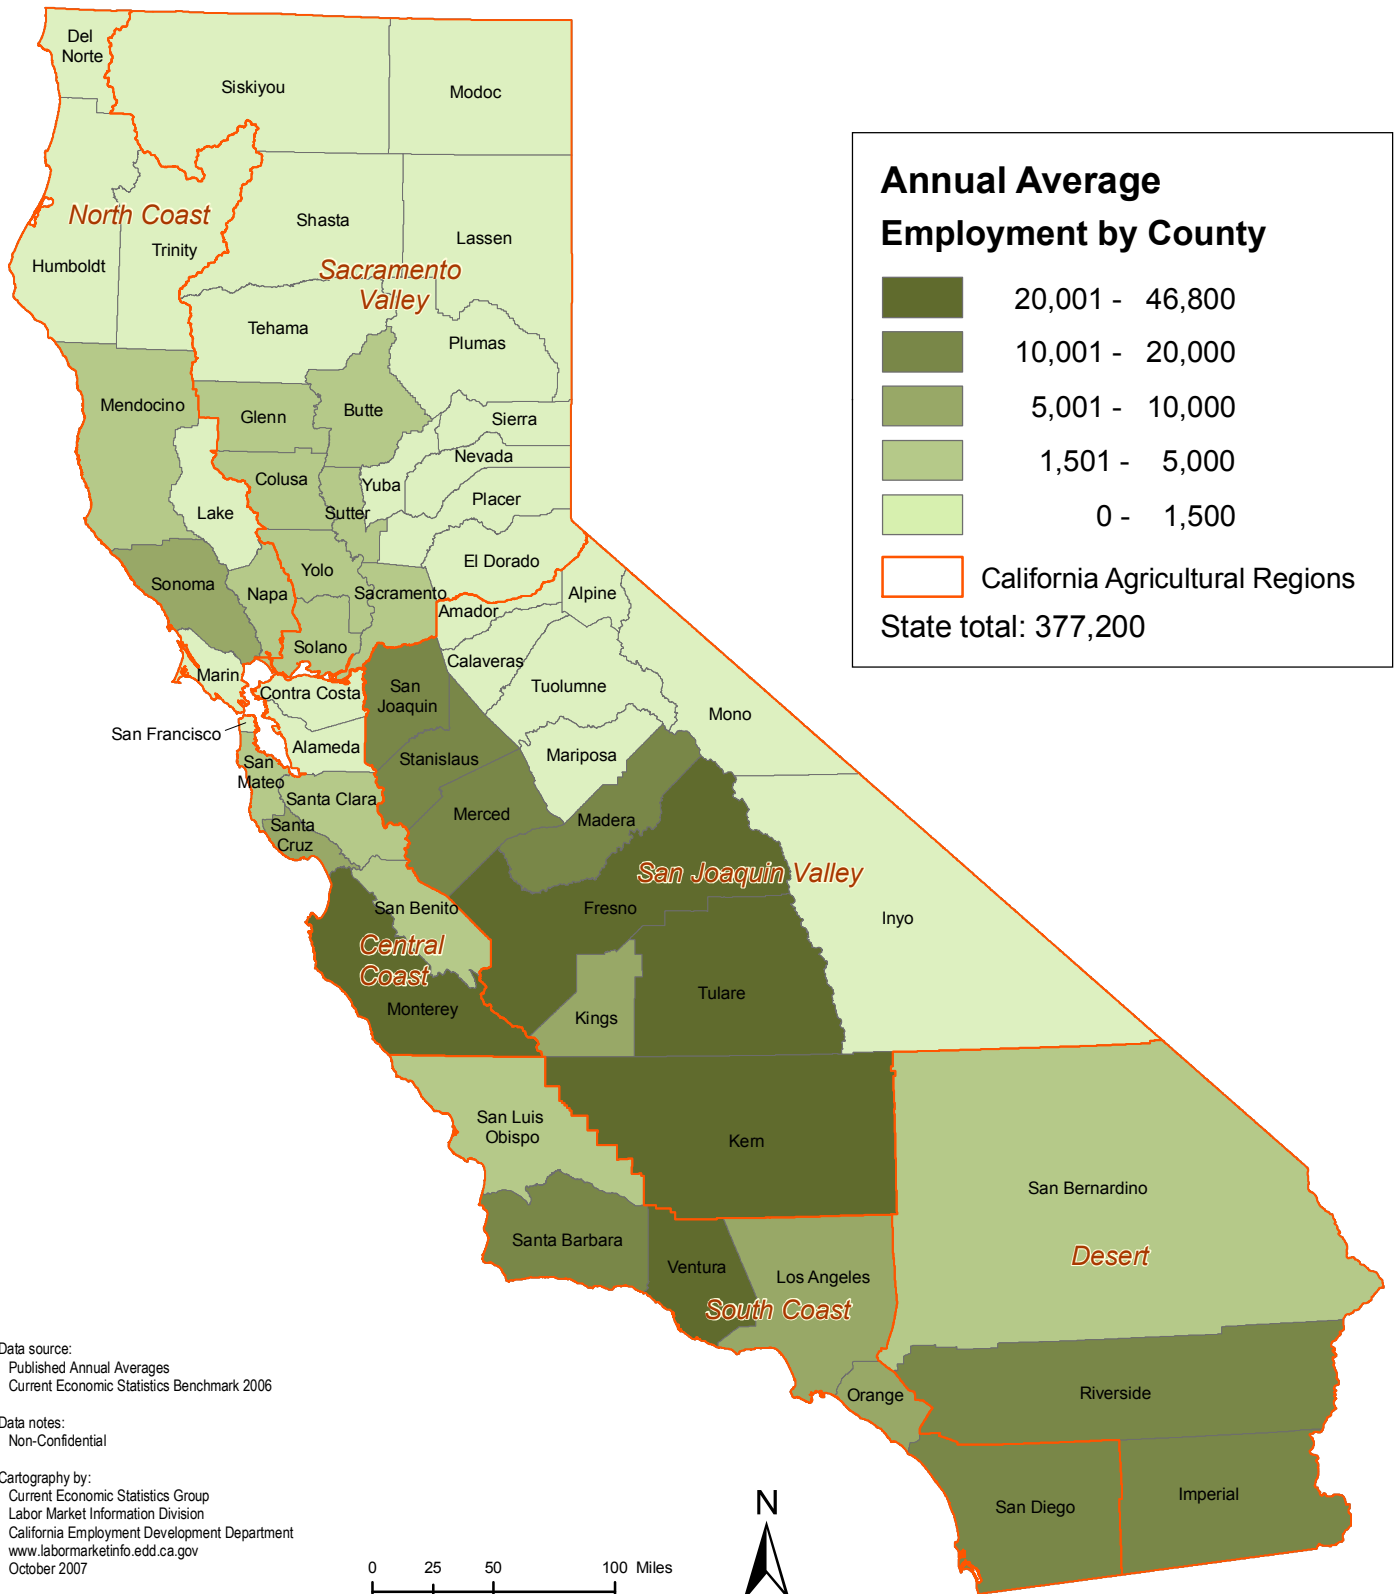 Del
Norte
Siskiyou
Modoc
Annual Average
Employment by County
20,001 - 46,800
10,001 - 20,000
5,001 - 10,000
1,501 - 5,000
0 - 1,500
California Agricultural Regions
State total: 377,200
North Coast
Humboldt
Trinity
Shasta
Lassen
Sacramento
Valley
Tehama
Plumas
Mendocino
Glenn
Butte
Sierra
Nevada
Colusa
Yuba
Placer
Lake
Sutter
El Dorado
Sonoma
Napa
Yolo
Sacramento
Amador
Alpine
Solano
Calaveras
Marin
Contra Costa
San
Joaquin
Tuolumne
Mono
San Francisco
Alameda
Stanislaus
Mariposa
San
Mateo
Santa Clara
Merced
Madera
Santa
Cruz
San Joaquin Valley
San Benito
Fresno
Inyo
Central
Coast
Monterey
Kings
Tulare
San Luis
Obispo
Kern
San Bernardino
Santa Barbara
Ventura
Los Angeles
Desert
South Coast
Orange
Riverside
San Diego
Imperial
Data source:
Published Annual Averages
Current Economic Statistics Benchmark 2006
Data notes:
Non-Confidential
Cartography by:
Current Economic Statistics Group
Labor Market Information Division
California Employment Development Department
www.labormarketinfo.edd.ca.gov
October 2007
0 25 50 100 Miles
N